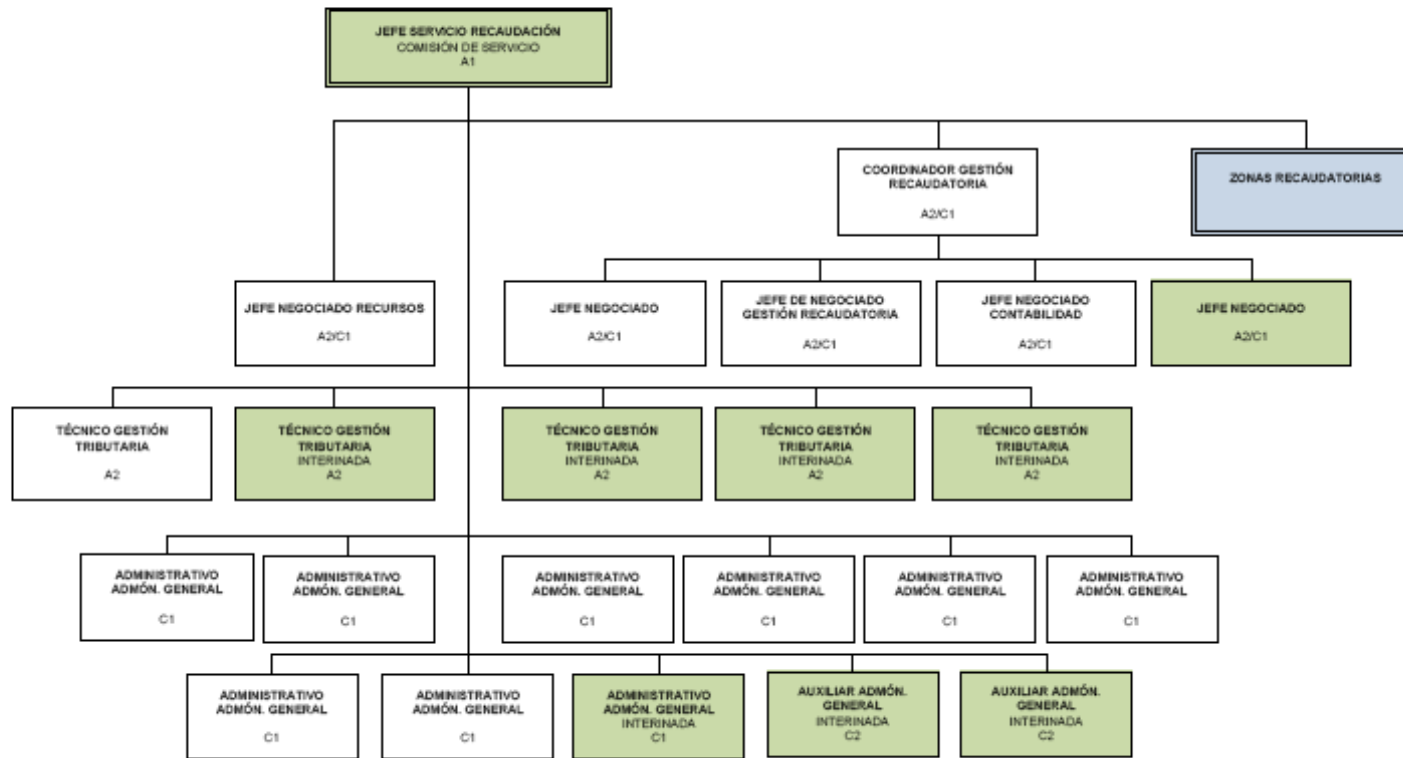 JEFE SERVICIO RECAUDACIÓN
COMISIÓN DE SERVICIO
A1
COORDINADOR GESTIÓN
RECAUDATORIA
A2/C1
ZONAS RECAUDATORIAS
JEFE NEGOCIADO RECURSOS
A2/C1
JEFE NEGOCIADO
A2/C1
JEFE DE NEGOCIADO
GESTIÓN RECAUDATORIA
A2/C1
JEFE NEGOCIADO
CONTABILIDAD
A2/C1
JEFE NEGOCIADO
A2/C1
TÉCNICO GESTIÓN
TRIBUTARIA
A2
TÉCNICO GESTIÓN
TRIBUTARIA
INTERINADA
A2
TÉCNICO GESTIÓN
TRIBUTARIA
INTERINADA
A2
TÉCNICO GESTIÓN
TRIBUTARIA
INTERINADA
A2
TÉCNICO GESTIÓN
TRIBUTARIA
INTERINADA
A2
ADMINISTRATIVO
ADMÓN. GENERAL
C1
ADMINISTRATIVO
ADMÓN. GENERAL
C1
ADMINISTRATIVO
ADMÓN. GENERAL
C1
ADMINISTRATIVO
ADMÓN. GENERAL
C1
ADMINISTRATIVO
ADMÓN. GENERAL
C1
ADMINISTRATIVO
ADMÓN. GENERAL
C1
ADMINISTRATIVO
ADMÓN. GENERAL
C1
ADMINISTRATIVO
ADMÓN. GENERAL
C1
ADMINISTRATIVO
ADMÓN. GENERAL
INTERINADA
C1
AUXILIAR ADMÓN.
GENERAL
INTERINADA
C2
AUXILIAR ADMÓN.
GENERAL
INTERINADA
C2